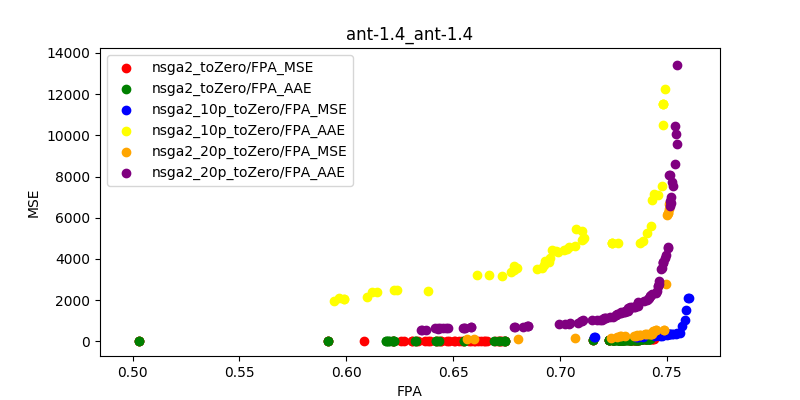 ant-1.4_ant-1.4
14000
12000
10000
8000
6000
4000
2000
0
MSE
nsga2_toZero/FPA_MSE
nsga2_toZero/FPA_AAE
nsga2_10p_toZero/FPA_MSE
nsga2_10p_toZero/FPA_AAE
nsga2_20p_toZero/FPA_MSE
nsga2_20p_toZero/FPA_AAE
0.50 0.55 0.60 0.65 0.70 0.75
FPA